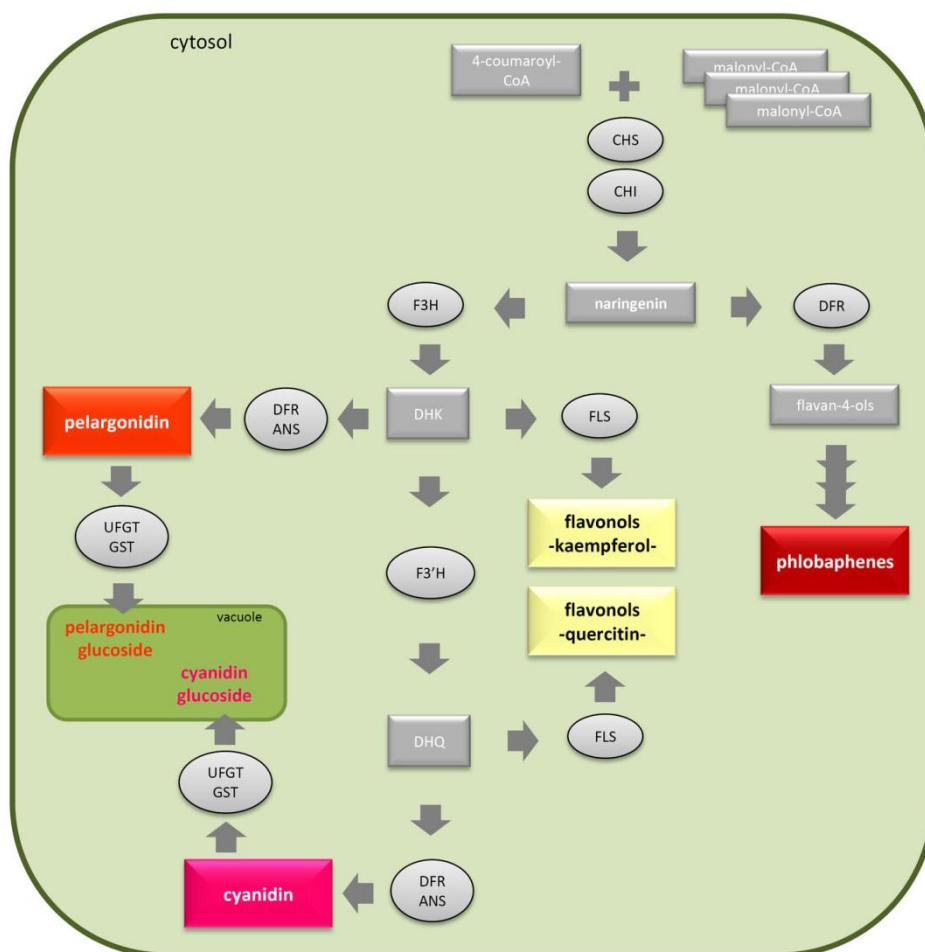 cytosol
4-coumaroyl-
CoA
malonyl-CoA
malonyl-CoA
malonyl-CoA
CHS
CHI
F3H
naringenin
DFR
pelargonidin
DFR
ANS
DHK
FLS
flavan-4-ols
UFGT
GST
flavonols
-kaempferol-
phlobaphenes
F3'H
flavonols
-quercitin-
vacuole
pelargonidin
glucoside
cyanidin
glucoside
DHQ
FLS
UFGT
GST
cyanidin
DFR
ANS